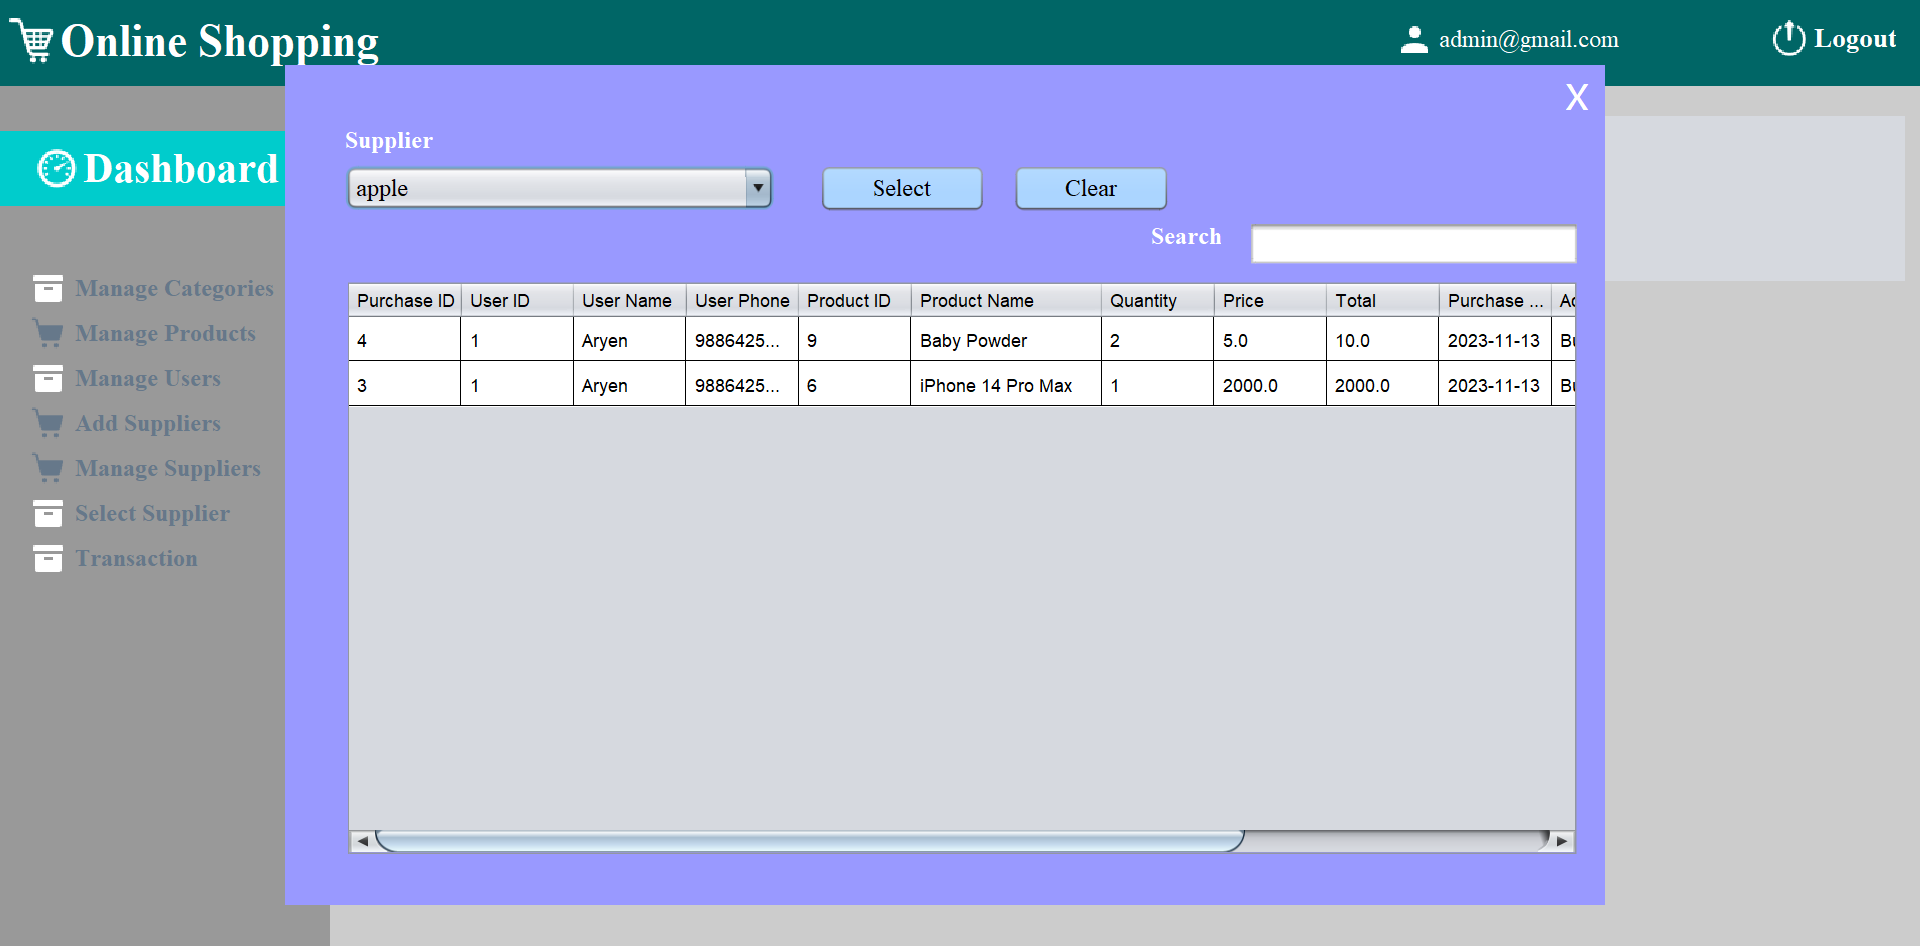 Online Shopping
admin@gmail.com
Logout
X
Dashboard
Manage Categories
Manage Products
Manage Users
Add Suppliers
Manage Suppliers
Select Supplier
Transaction
Supplier
apple
Select
Clear
Search
Purchase ID User ID User Name User Phone Product ID Product Name Quantity Price Total Purchase ...
4 1 Aryen 9886425... 9 Baby Powder 2 5.0 10.0 2023-11-13
3 1 Aryen 9886425... 6 iPhone 14 Pro Max 1 2000.0 2000.0 2023-11-13